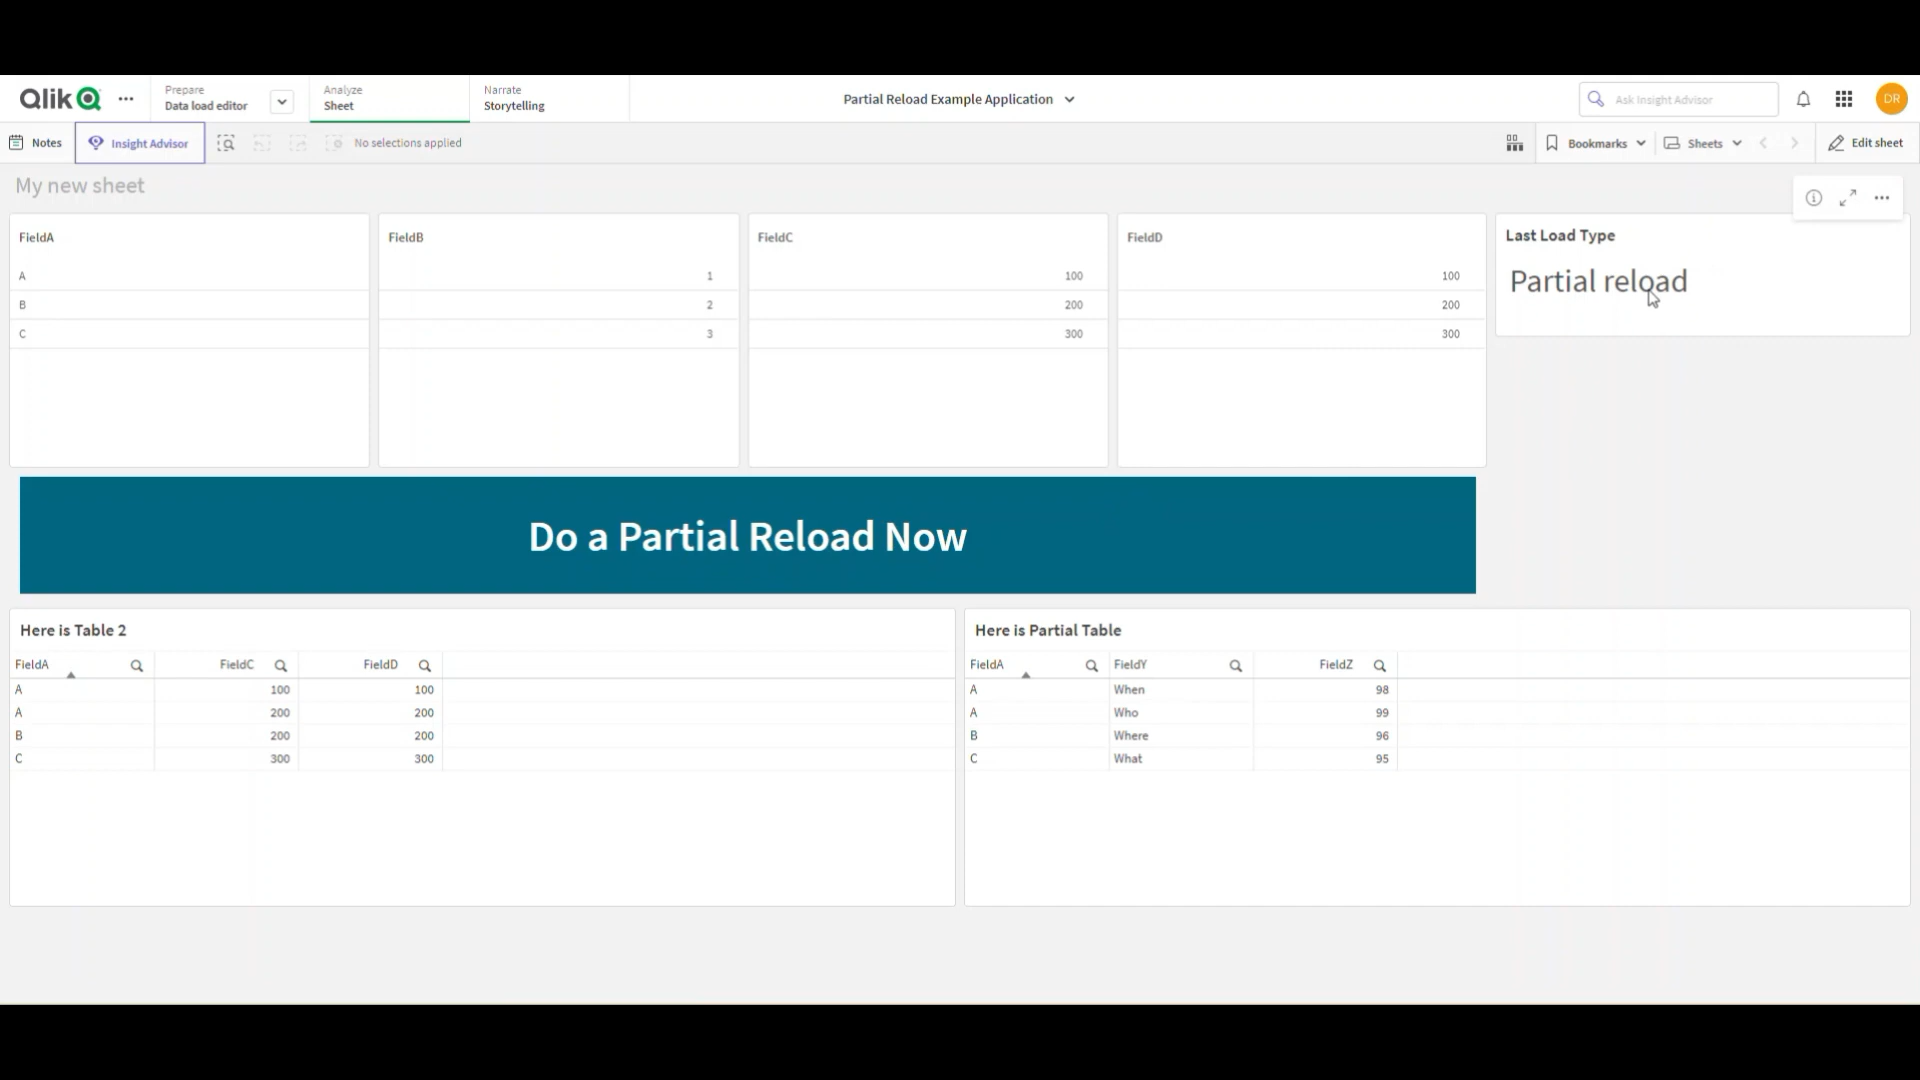 Qlik
Prepare
Data load editor
Analyze
Sheet
Narrate
Storytelling
Partial Reload Example Application
Ask Insight Advisor
DR
Notes
Insight Advisor
No selections applied
Bookmarks
Sheets
Edit sheet
My new sheet
FieldA
A
B
C
FieldB
1
2
3
FieldC
100
200
300
FieldD
100
200
300
Last Load Type
Partial reload
Do a Partial Reload Now
Here is Table 2
FieldA FieldC FieldD
A 100 100
A 200 200
B 200 200
C 300 300
Here is Partial Table
FieldA FieldY FieldZ
A When 98
A Who 99
B Where 96
C What 95